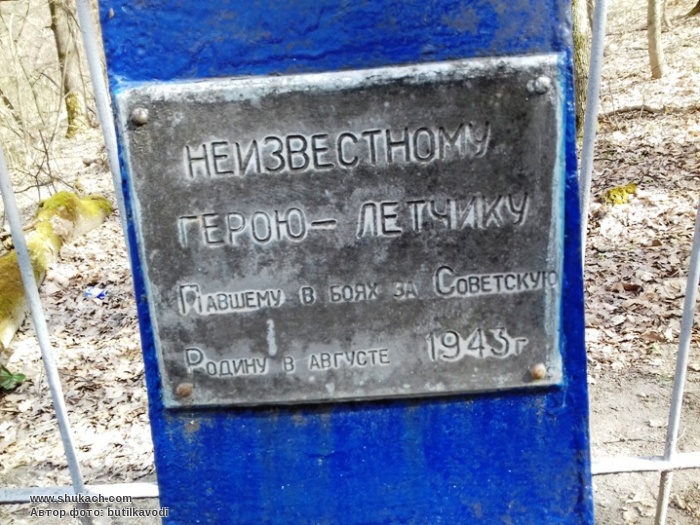 НЕИЗВЕСТНОМУ
ГЕРОЮ— ЛЕТЧИКУ
Павшему в боях за Советскую
Родину в августе 1943г
www.shukach.com
Автор фото: butilkavodi